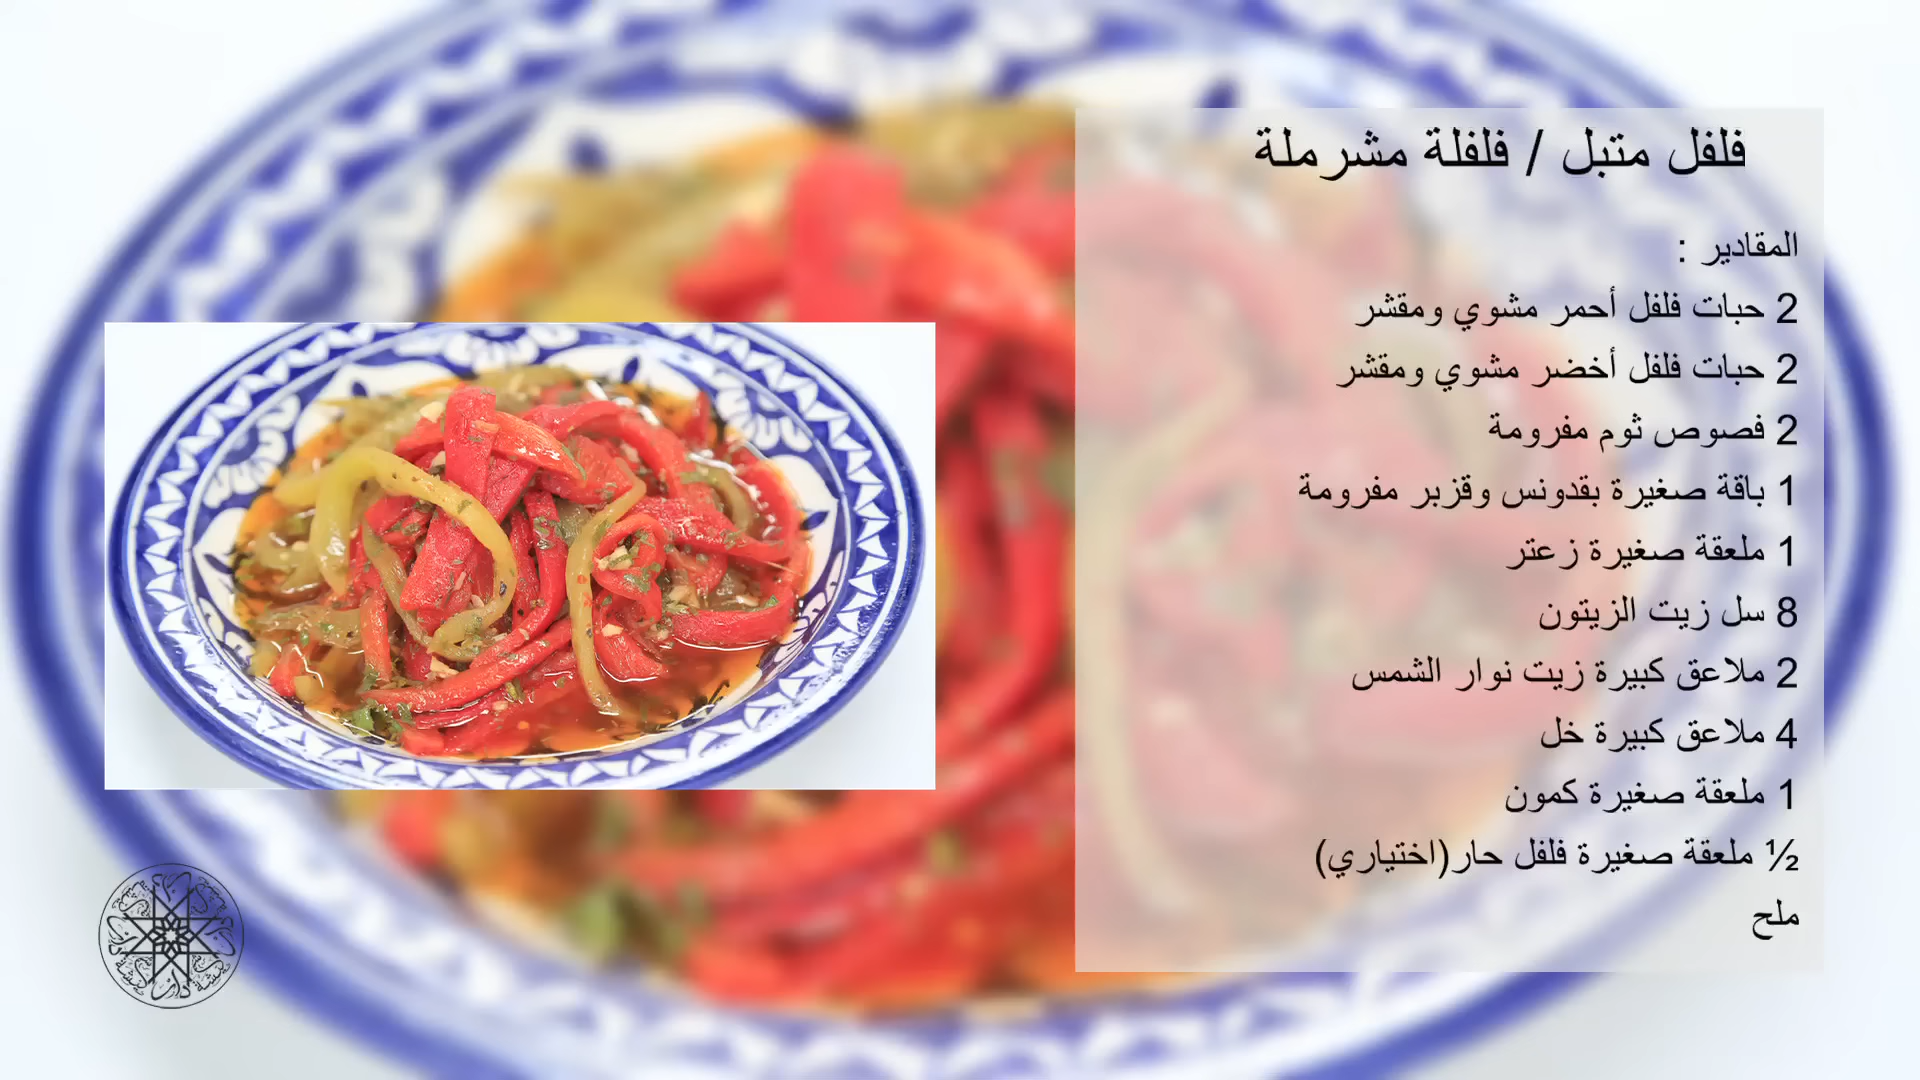 فلفل متبل / فلفلة مشرملة
المقادير :
2 حبات فلفل أحمر مشوي ومقشر
2 حبات فلفل أخضر مشوي ومقشر
2 فصوص ثوم مفرومة
1 باقة صغيرة بقدونس وقزبر مفرومة
1 ملعقة صغيرة زعتر
8 سل زيت الزيتون
2 ملاعق كبيرة زيت نوار الشمس
4 ملاعق كبيرة خل
1 ملعقة صغيرة كمون
½ ملعقة صغيرة فلفل حار(اختياري)
ملح